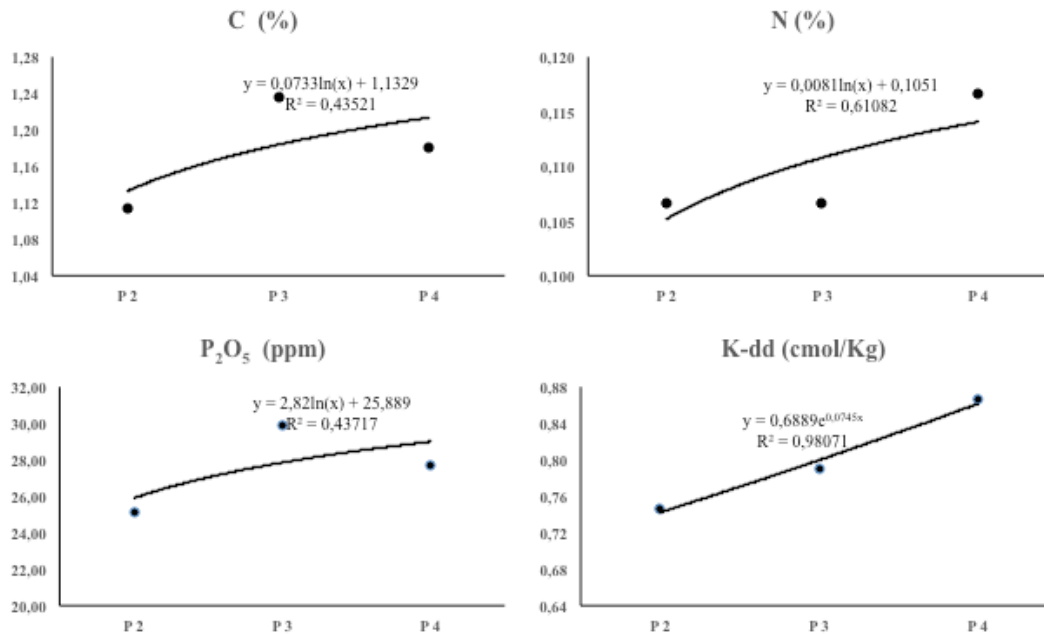 C (%)
1,28
1,24
1,20
1,16
1,12
1,08
1,04
y = 0,0733ln(x) + 1,1329
R² = 0,43521
P 2
P 3
P 4
N (%)
0,120
0,115
0,110
0,105
0,100
y = 0,0081ln(x) + 0,1051
R² = 0,61082
P 2
P 3
P 4
P₂O₅ (ppm)
32,00
30,00
28,00
26,00
24,00
22,00
20,00
y = 2,82ln(x) + 25,889
R² = 0,43717
P 2
P 3
P 4
K-dd (cmol/Kg)
0,88
0,84
0,80
0,76
0,72
0,68
0,64
y = 0,6889e^0,0745x
R² = 0,98071
P 2
P 3
P 4